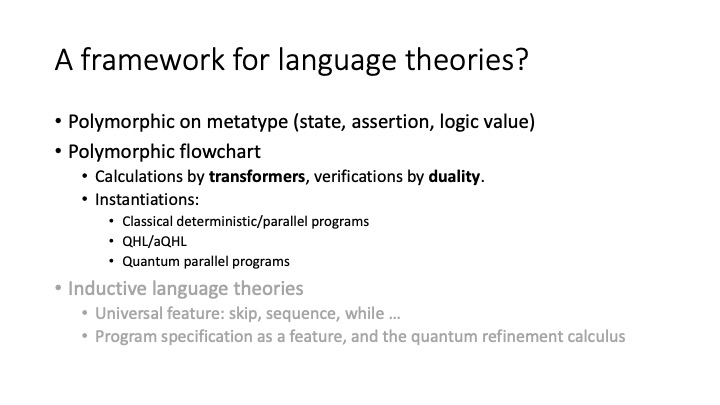 A framework for language theories?
• Polymorphic on metatype (state, assertion, logic value)
• Polymorphic flowchart
• Calculations by transformers, verifications by duality.
• Instantiations:
• Classical deterministic/parallel programs
• QHL/aQHL
• Quantum parallel programs
• Inductive language theories
• Universal feature: skip, sequence, while …
• Program specification as a feature, and the quantum refinement calculus